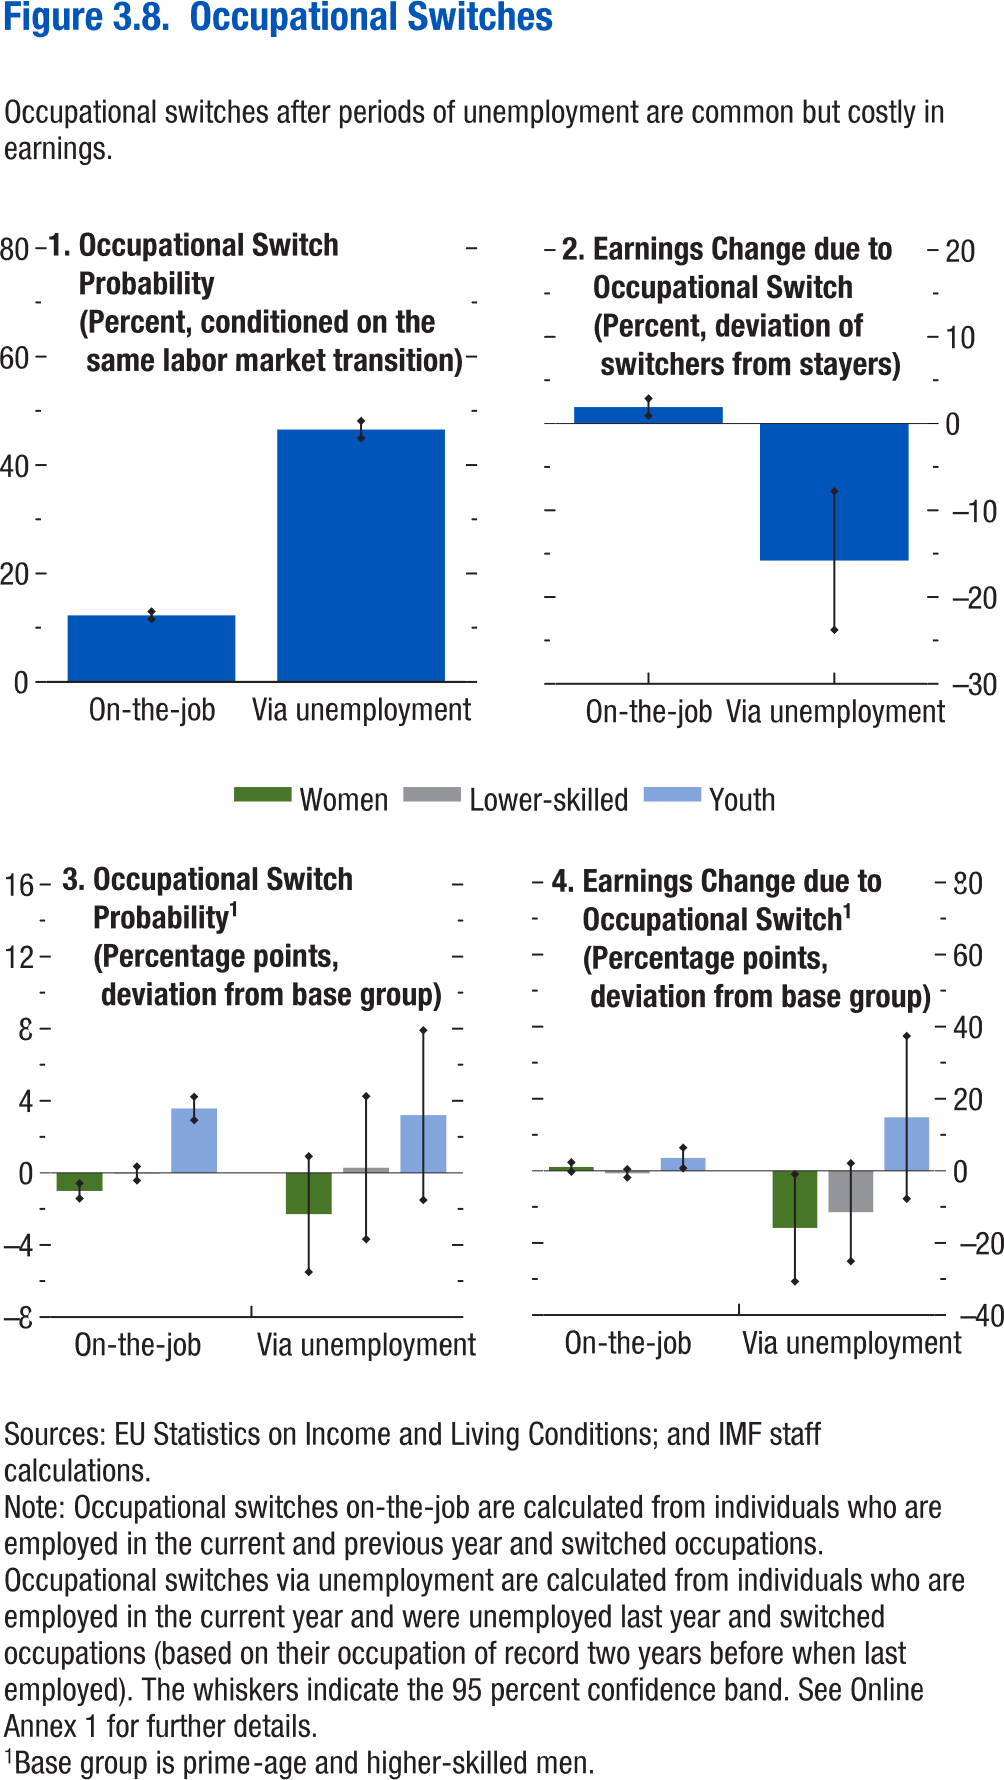 Figure 3.8. Occupational Switches
Occupational switches after periods of unemployment are common but costly in
earnings.
1. Occupational Switch
Probability
(Percent, conditioned on the
same labor market transition)
80
60
40
20
0
On-the-job
Via unemployment
2. Earnings Change due to
Occupational Switch
(Percent, deviation of
switchers from stayers)
20
10
0
–10
–20
–30
On-the-job
Via unemployment
Women
Lower-skilled
Youth
3. Occupational Switch
Probability1
(Percentage points,
deviation from base group)
16
12
8
4
0
–4
–8
On-the-job
Via unemployment
4. Earnings Change due to
Occupational Switch1
(Percentage points,
deviation from base group)
80
60
40
20
0
–20
–40
On-the-job
Via unemployment
Sources: EU Statistics on Income and Living Conditions; and IMF staff
calculations.
Note: Occupational switches on-the-job are calculated from individuals who are
employed in the current and previous year and switched occupations.
Occupational switches via unemployment are calculated from individuals who are
employed in the current year and were unemployed last year and switched
occupations (based on their occupation of record two years before when last
employed). The whiskers indicate the 95 percent confidence band. See Online
Annex 1 for further details.
1Base group is prime-age and higher-skilled men.